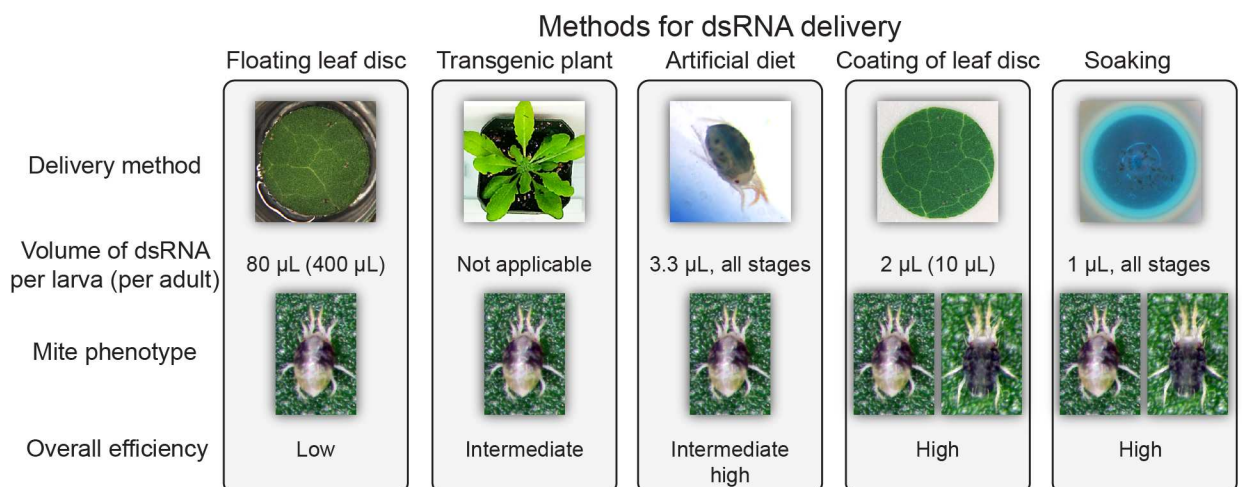 Methods for dsRNA delivery
Floating leaf disc
Transgenic plant
Artificial diet
Coating of leaf disc
Soaking
Delivery method
Volume of dsRNA
per larva (per adult)
80 µL (400 µL)
Not applicable
3.3 µL, all stages
2 µL (10 µL)
1 µL, all stages
Mite phenotype
Overall efficiency
Low
Intermediate
Intermediate
high
High
High